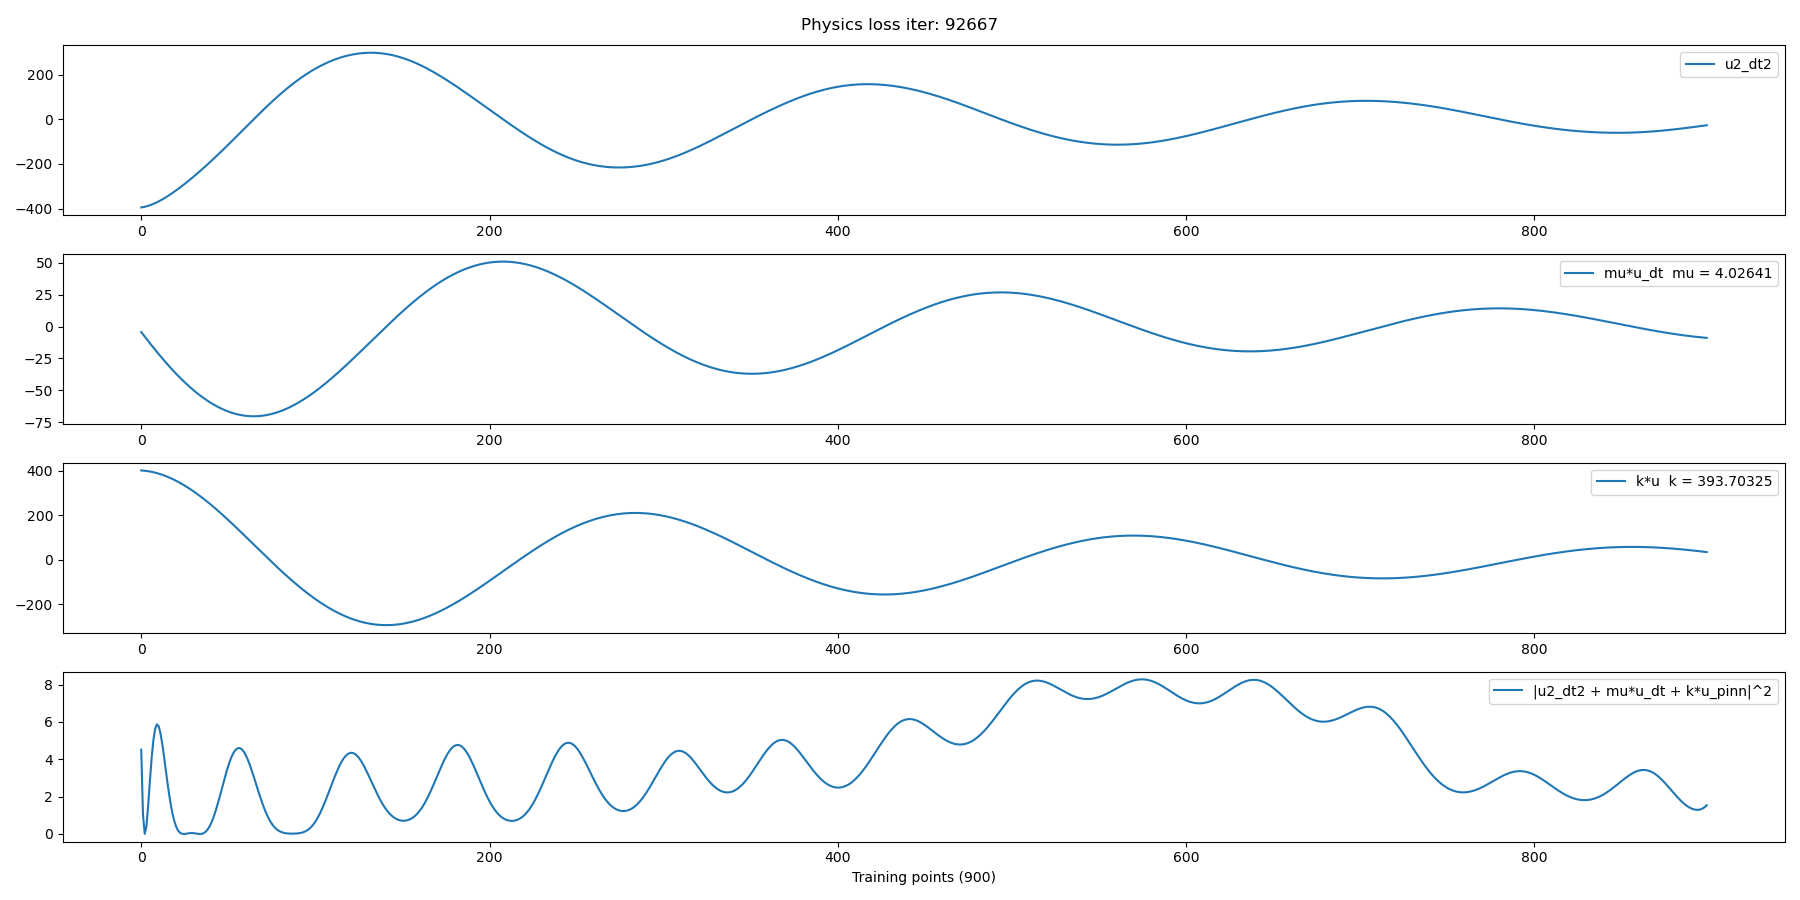 Physics loss iter: 92667
200
0
−200
−400
u2_dt2
0 200 400 600 800
50
25
0
−25
−50
−75
mu*u_dt  mu = 4.02641
0 200 400 600 800
400
200
0
−200
k*u  k = 393.70325
0 200 400 600 800
8
6
4
2
0
|u2_dt2 + mu*u_dt + k*u_pinn|^2
0 200 400 600 800
Training points (900)